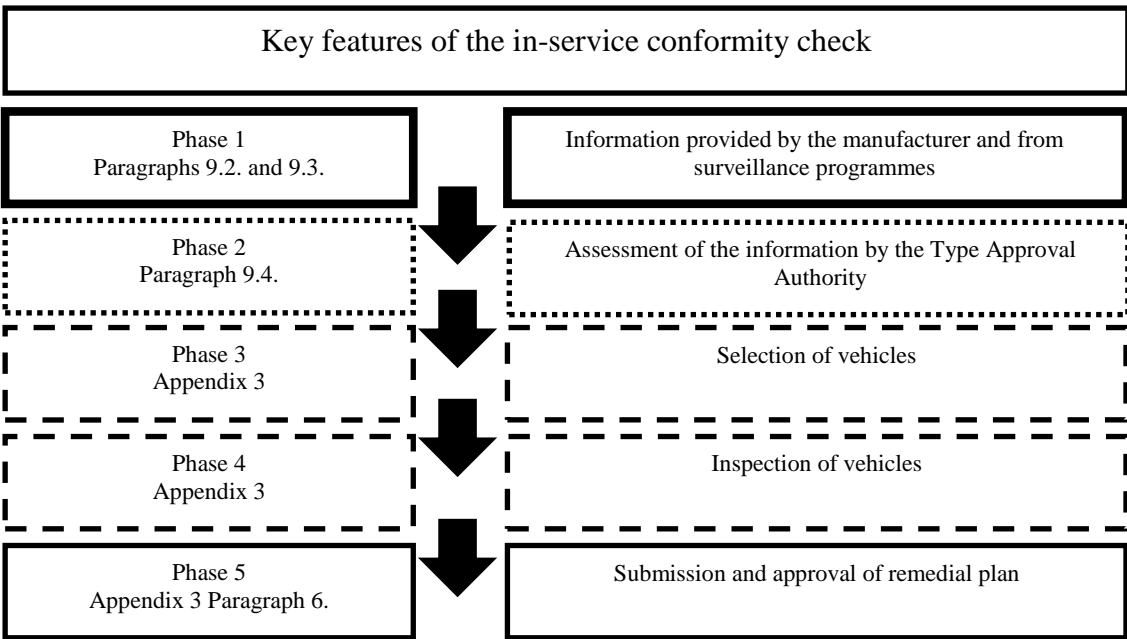 Key features of the in-service conformity check
Phase 1
Paragraphs 9.2. and 9.3.
Information provided by the manufacturer and from
surveillance programmes
Phase 2
Paragraph 9.4.
Assessment of the information by the Type Approval
Authority
Phase 3
Appendix 3
Selection of vehicles
Phase 4
Appendix 3
Inspection of vehicles
Phase 5
Appendix 3 Paragraph 6.
Submission and approval of remedial plan